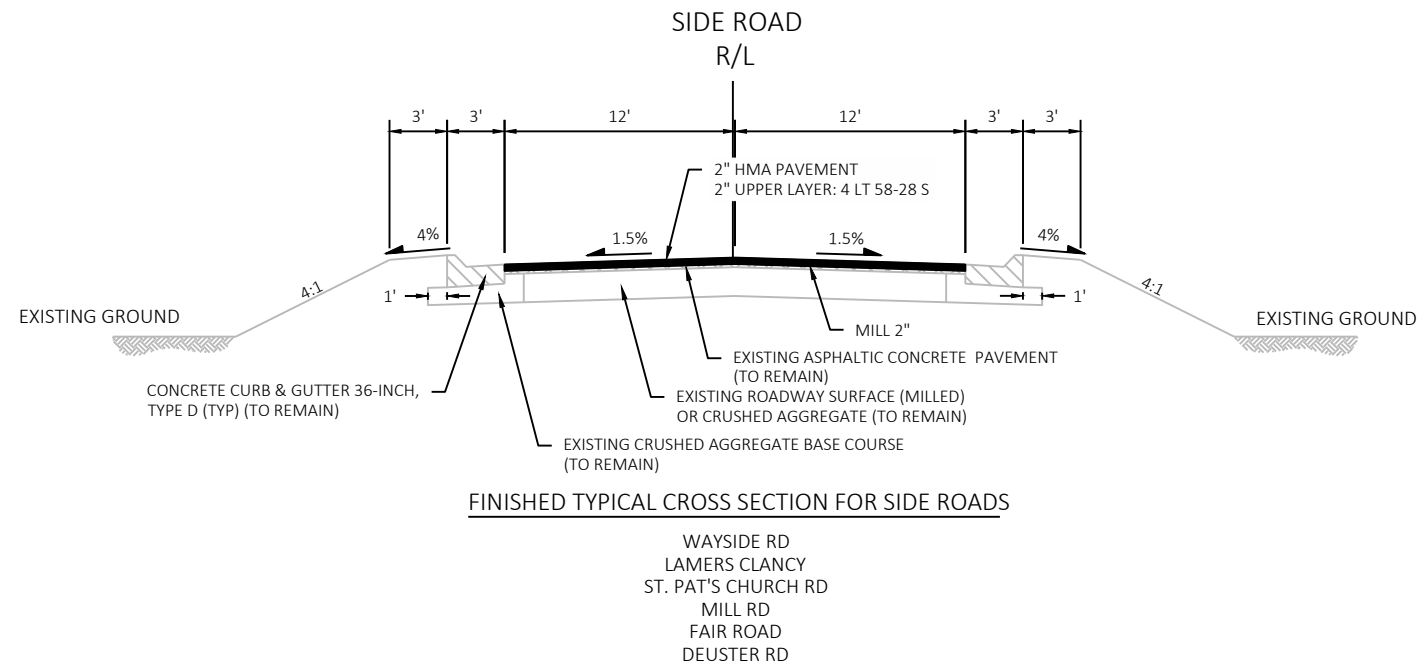 SIDE ROAD
R/L
3'
3'
12'
12'
3'
3'
2" HMA PAVEMENT
2" UPPER LAYER: 4 LT 58-28 S
4%
1.5%
1.5%
4%
4:1
1'
1'
4:1
EXISTING GROUND
EXISTING GROUND
MILL 2"
EXISTING ASPHALTIC CONCRETE PAVEMENT
(TO REMAIN)
CONCRETE CURB & GUTTER 36-INCH,
TYPE D (TYP) (TO REMAIN)
EXISTING ROADWAY SURFACE (MILLED)
OR CRUSHED AGGREGATE (TO REMAIN)
EXISTING CRUSHED AGGREGATE BASE COURSE
(TO REMAIN)
FINISHED TYPICAL CROSS SECTION FOR SIDE ROADS
WAYSIDE RD
LAMERS CLANCY
ST. PAT'S CHURCH RD
MILL RD
FAIR ROAD
DEUSTER RD